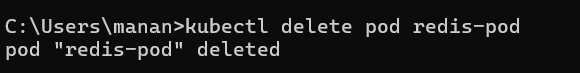 C:\Users\manan>kubectl delete pod redis-pod
pod "redis-pod" deleted